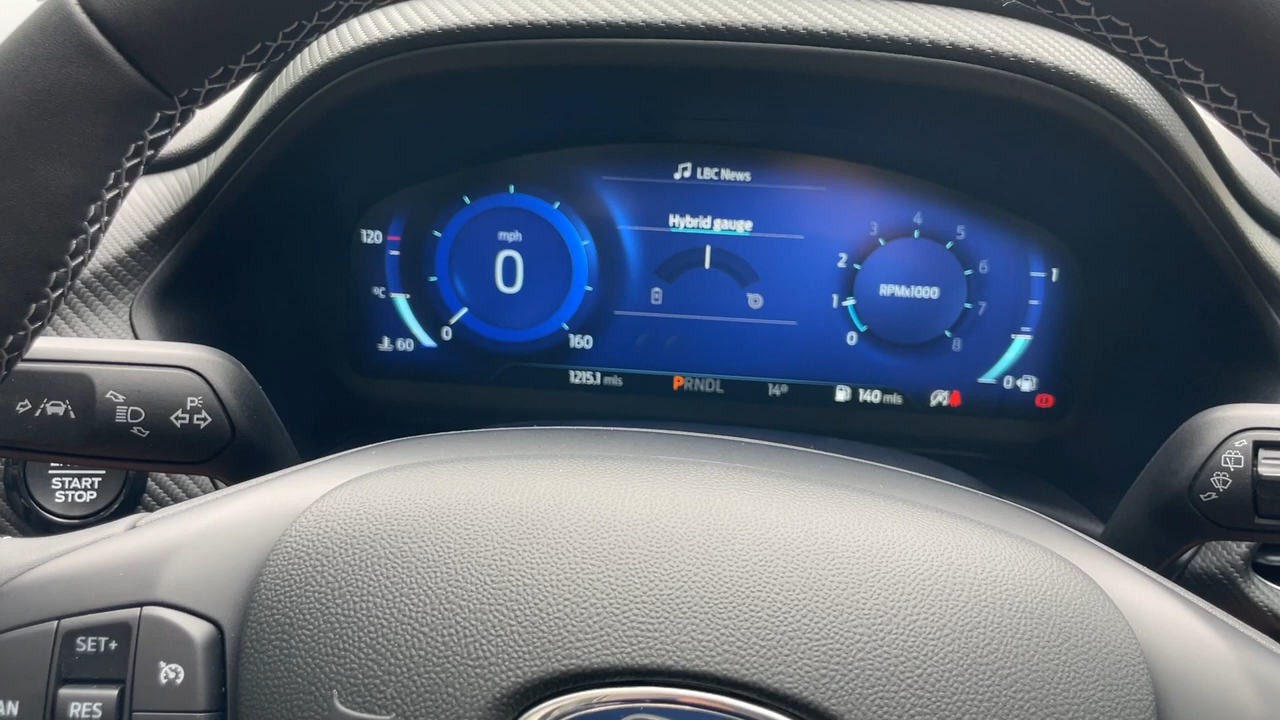 LBC News
Hybrid gauge
mph
0
0
160
120
°C
60
RPMx1000
0
1
2
3
4
5
6
7
8
1
0
1215.1 mls
PRNDL
14°
140 mls
P
START
STOP
SET+
RES
AN